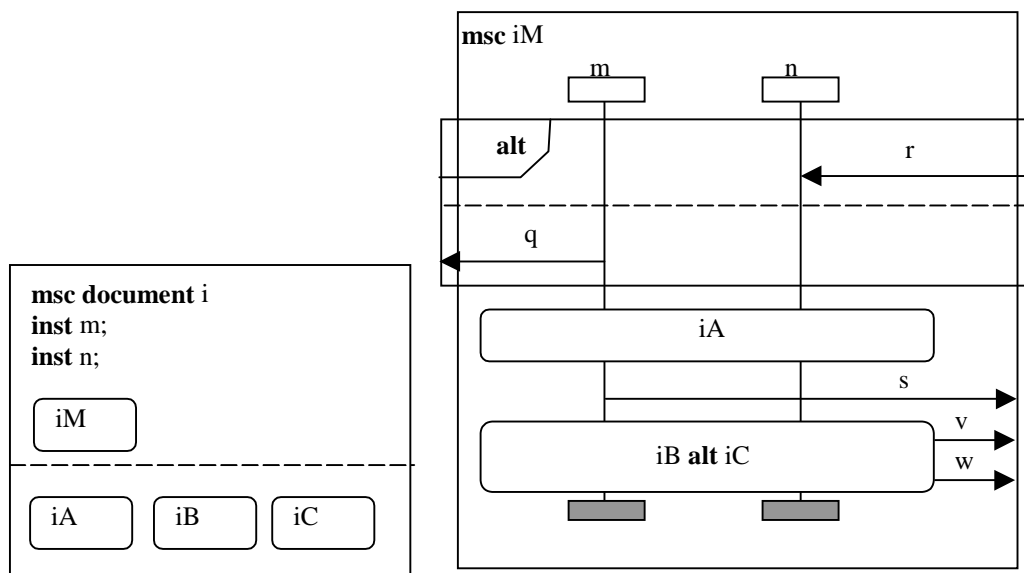 msc iM
m n
alt
r
q
msc document i
inst m;
inst n;
iM
iA iB iC
iA
s
v
iB alt iC
w